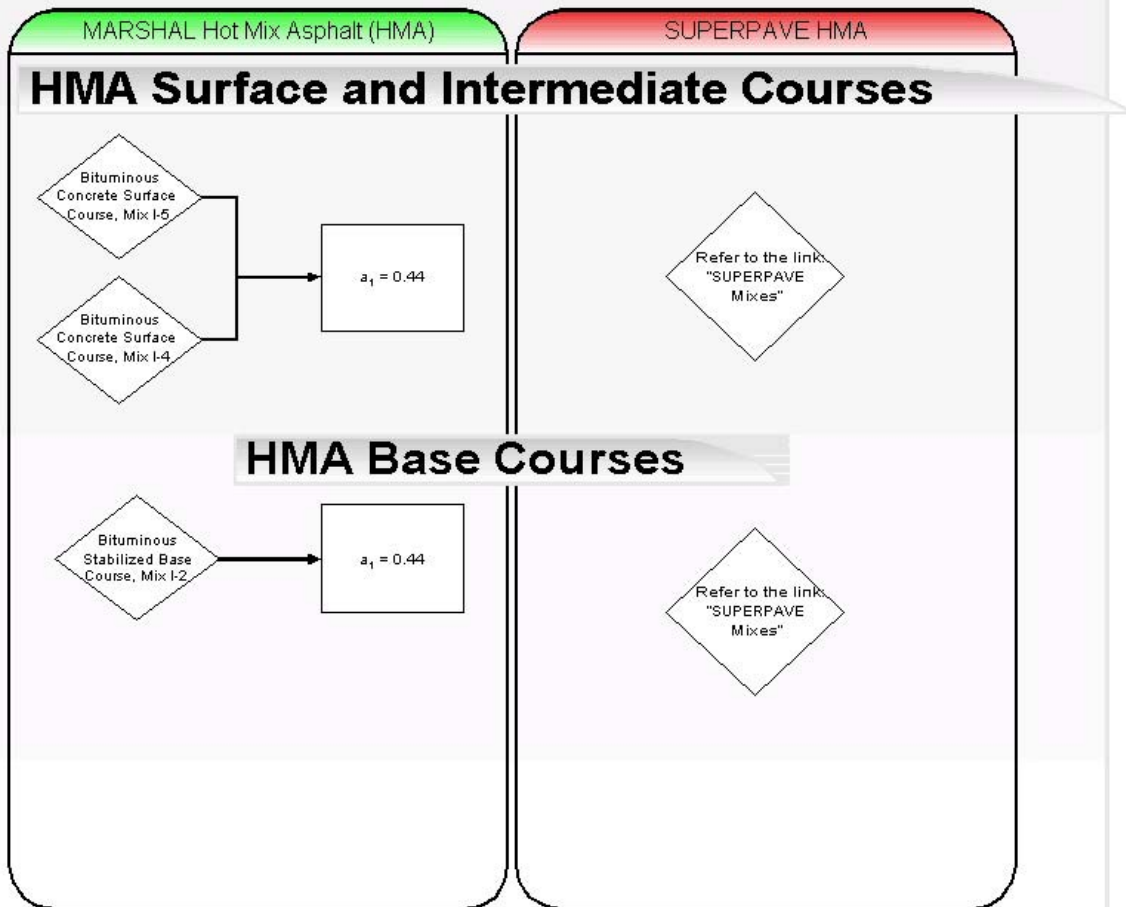 MARSHAL Hot Mix Asphalt (HMA)
SUPERPAVE HMA
HMA Surface and Intermediate Courses
Bituminous
Concrete Surface
Course, Mix I-5
a₁ = 0.44
Bituminous
Concrete Surface
Course, Mix I-4
Refer to the link:
"SUPERPAVE
Mixes"
HMA Base Courses
Bituminous
Stabilized Base
Course, Mix I-2
a₁ = 0.44
Refer to the link:
"SUPERPAVE
Mixes"